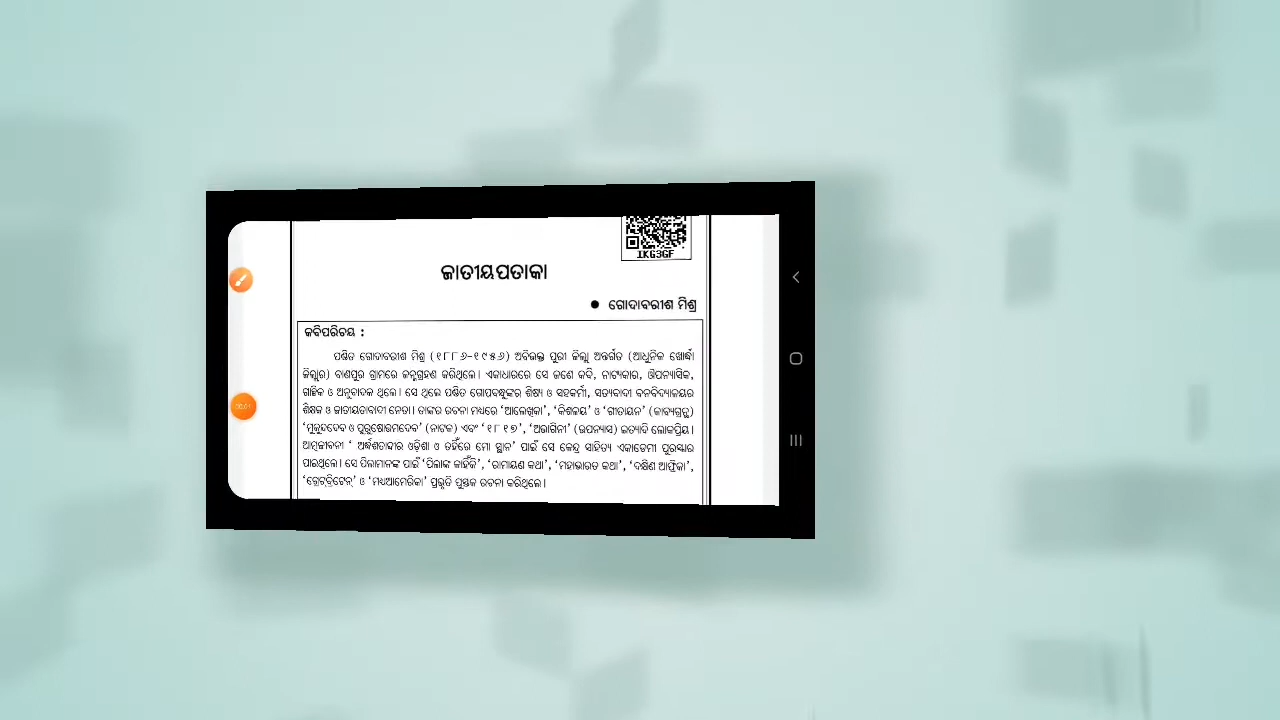 1KG3GF
ଜାତୀୟପତାକା
● ଗୋଦାବରୀଶ ମିଶ୍ର
କବିପରିଚୟ :
ପଣ୍ଡିତ ଗୋଦାବରୀଶ ମିଶ୍ର (୧୮୮୬-୧୯୫୬) ଅବିଭକ୍ତ ପୁରୀ ଜିଲ୍ଲା ଅନ୍ତର୍ଗତ (ଆଧୁନିକ ଖୋର୍ଦ୍ଧା
ଜିଲ୍ଲାର) ବାଣପୁର ଗ୍ରାମରେ ଜନ୍ମଗ୍ରହଣ କରିଥିଲେ। ଏକାଧାରରେ ସେ ଜଣେ କବି, ନାଟ୍ୟକାର, ଔପନ୍ୟାସିକ,
ଗାଳ୍ପିକ ଓ ଅନୁବାଦକ ଥିଲେ। ସେ ଥିଲେ ପଣ୍ଡିତ ଗୋପବନ୍ଧୁଙ୍କର ଶିଷ୍ୟ ଓ ସହକର୍ମୀ, ସତ୍ୟବାଦୀ ବନବିଦ୍ୟାଳୟର
ଶିକ୍ଷକ ଓ ଜାତୀୟତାବାଦୀ ନେତା। ତାଙ୍କର ରଚନା ମଧ୍ୟରେ ‘ଆଲେଖିକା’, ‘କିଶଳୟ’ ଓ ‘ଗୀତାୟନ’ (କାବ୍ୟଗ୍ରନ୍ଥ)
‘ମୁକୁନ୍ଦଦେବ ଓ ପୁରୁଷୋତ୍ତମଦେବ’ (ନାଟକ) ଏବଂ ‘୧୮୧୭’, ‘ଅଭାଗିନୀ’ (ଉପନ୍ୟାସ) ଇତ୍ୟାଦି ଲୋକପ୍ରିୟ।
ଆତ୍ମଜୀବନୀ ‘ ଅର୍ଦ୍ଧଶତାବ୍ଦୀର ଓଡ଼ିଶା ଓ ତହିଁରେ ମୋ ସ୍ଥାନ’ ପାଇଁ ସେ କେନ୍ଦ୍ର ସାହିତ୍ୟ ଏକାଡେମୀ ପୁରସ୍କାର
ପାଇଥିଲେ। ସେ ପିଲାମାନଙ୍କ ପାଇଁ ‘ପିଲାଙ୍କ କାହିଁକି’, ‘ରାମାୟଣ କଥା’, ‘ମହାଭାରତ କଥା’, ‘ଦକ୍ଷିଣ ଆଫ୍ରିକା’,
‘ଗ୍ରେଟବ୍ରିଟେନ୍’ ଓ ‘ମଧ୍ୟଆମେରିକା’ ପ୍ରଭୃତି ପୁସ୍ତକ ରଚନା କରିଥିଲେ।